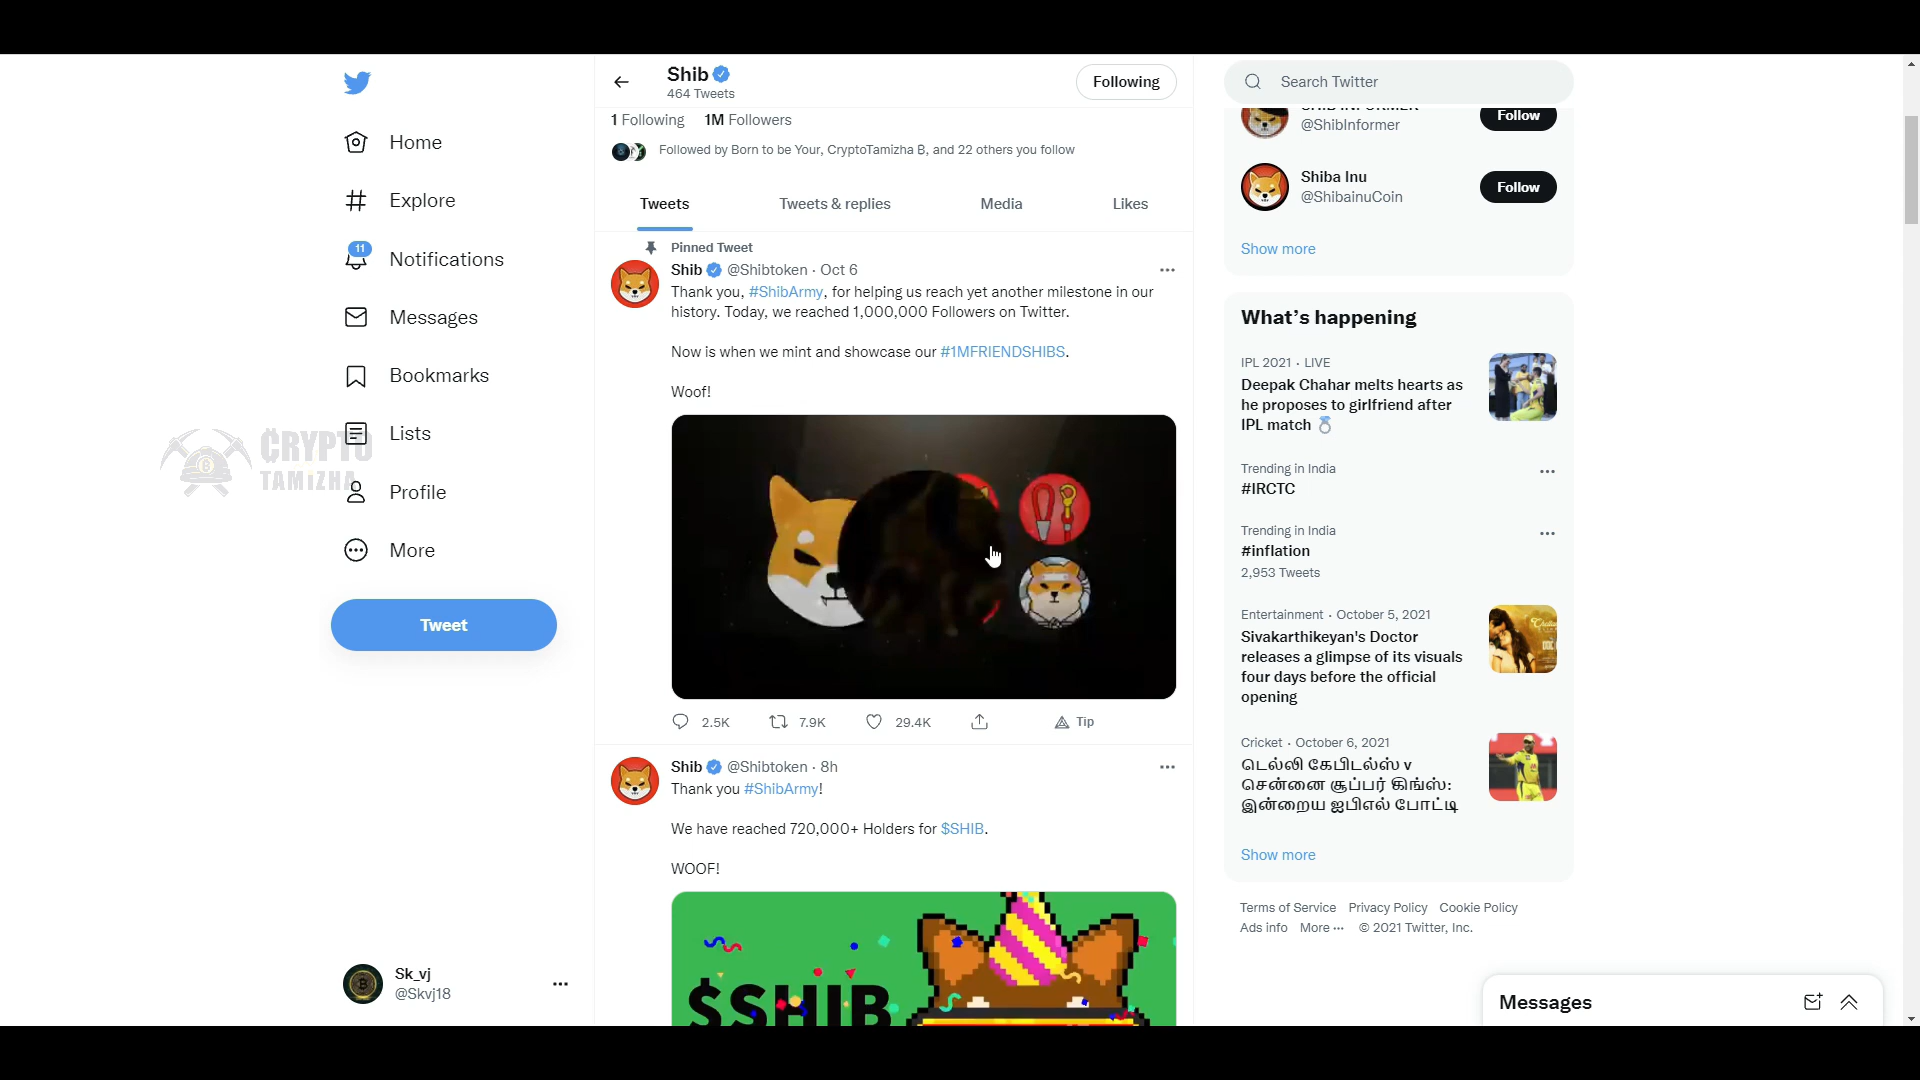 Home
Explore
11
Notifications
Messages
Bookmarks
Lists
Profile
More
Tweet
CRYPTO
TAMIZHA
Sk_vj
@Skvj18
Shib
464 Tweets
Following
1 Following 1M Followers
Followed by Born to be Your, CryptoTamizha B, and 22 others you follow
Tweets
Tweets & replies
Media
Likes
Pinned Tweet
Shib @Shibtoken · Oct 6
Thank you, #ShibArmy, for helping us reach yet another milestone in our
history. Today, we reached 1,000,000 Followers on Twitter.
Now is when we mint and showcase our #1MFRIENDSHIBS.
Woof!
2.5K
7.9K
29.4K
Tip
Shib @Shibtoken · 8h
Thank you #ShibArmy!
We have reached 720,000+ Holders for $SHIB.
WOOF!
$SHIB
Search Twitter
SHIB INFORMER
@ShibInformer
Follow
Shiba Inu
@ShibainuCoin
Follow
Show more
What's happening
IPL 2021 · LIVE
Deepak Chahar melts hearts as
he proposes to girlfriend after
IPL match 💍
Trending in India
#IRCTC
Trending in India
#inflation
2,953 Tweets
Entertainment · October 5, 2021
Sivakarthikeyan's Doctor
releases a glimpse of its visuals
four days before the official
opening
Cricket · October 6, 2021
டெல்லி கேபிடல்ஸ் v
சென்னை சூப்பர் கிங்ஸ்:
இன்றைய ஐபிஎல் போட்டி
Show more
Terms of Service Privacy Policy Cookie Policy
Ads info More ··· © 2021 Twitter, Inc.
Messages